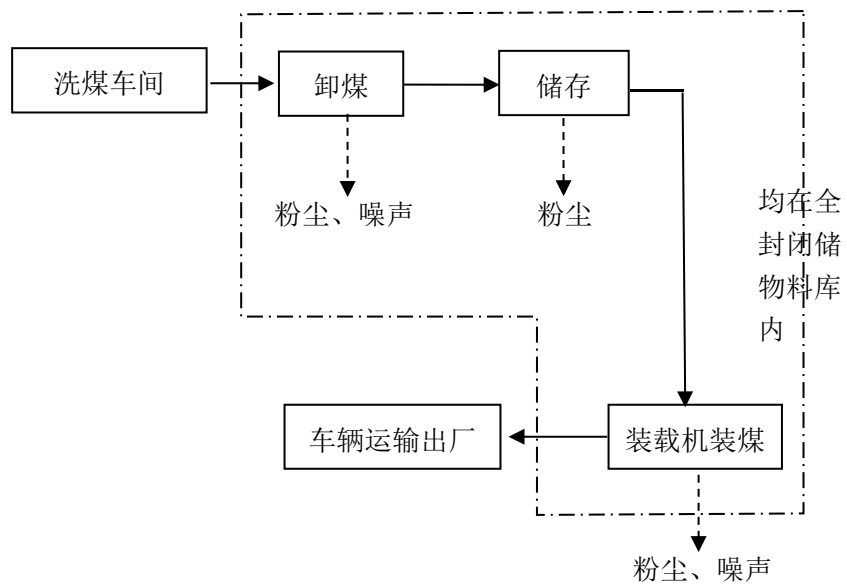 洗煤车间
卸煤
储存
粉尘、噪声
粉尘
均在全
封闭储
物料库
内
车辆运输出厂
装载机装煤
粉尘、噪声